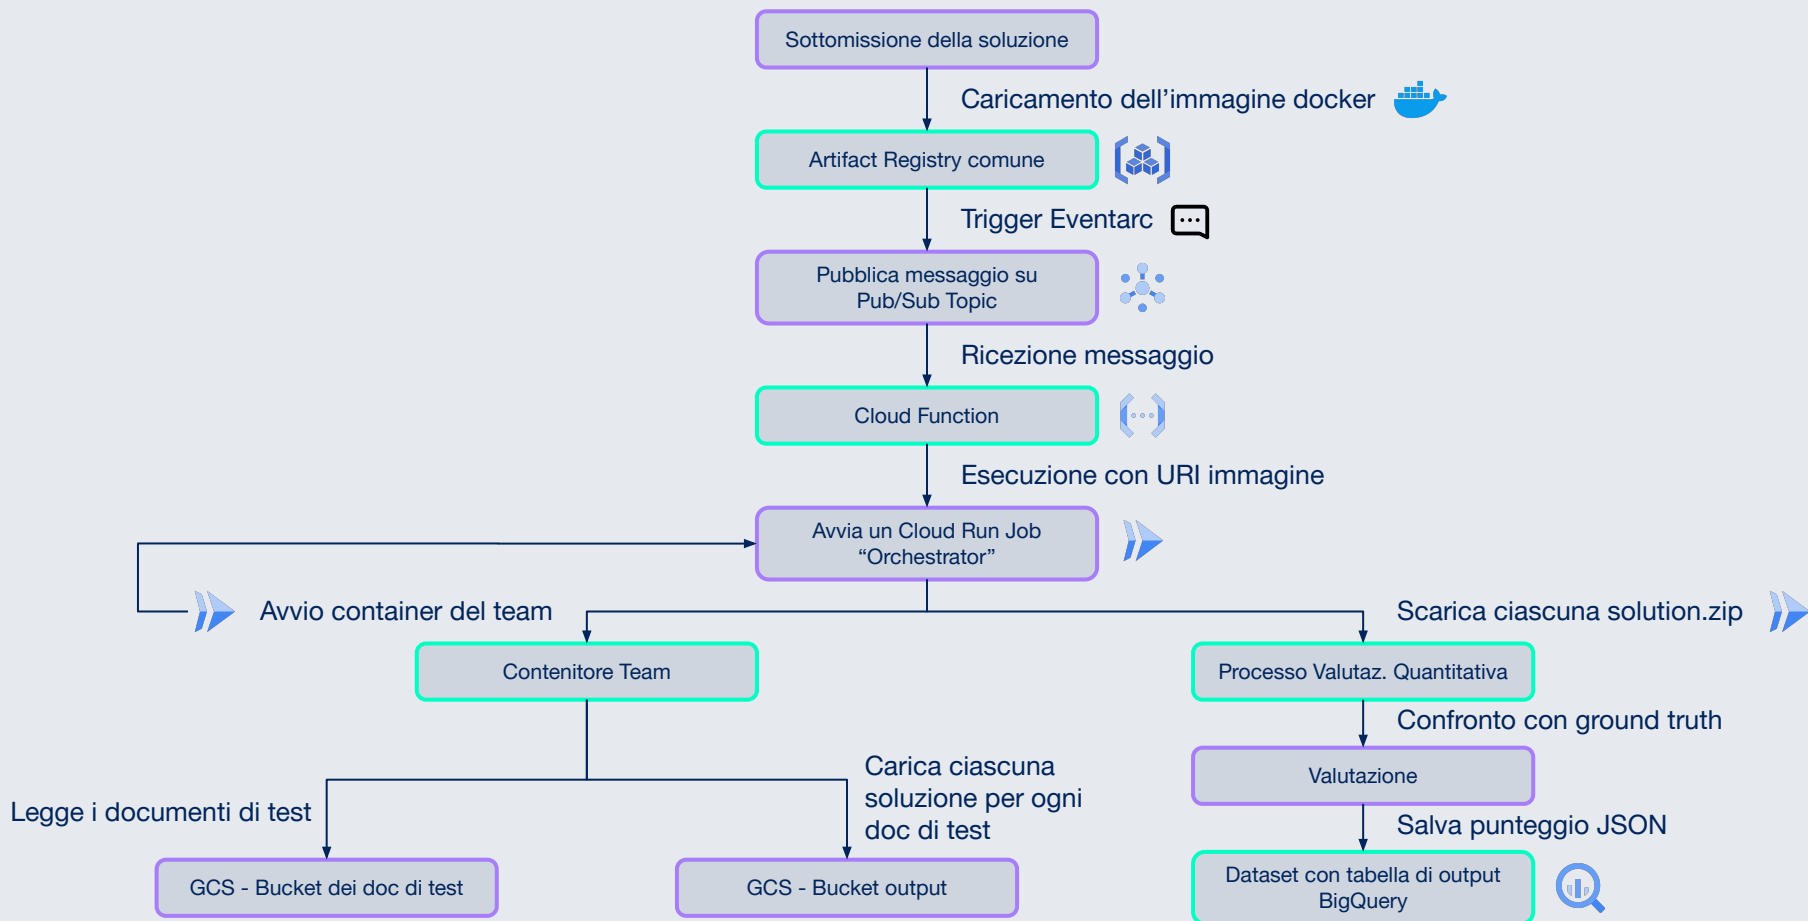 Sottomissione della soluzione
Caricamento dell’immagine docker
Artifact Registry comune
Trigger Eventarc
Pubblica messaggio su
Pub/Sub Topic
Ricezione messaggio
Cloud Function
Esecuzione con URI immagine
Avvia un Cloud Run Job
“Orchestrator”
Avvio container del team
Scarica ciascuna solution.zip
Contenitore Team
Processo Valutaz. Quantitativa
Confronto con ground truth
Valutazione
Legge i documenti di test
Carica ciascuna
soluzione per ogni
doc di test
Salva punteggio JSON
GCS - Bucket dei doc di test
GCS - Bucket output
Dataset con tabella di output
BigQuery